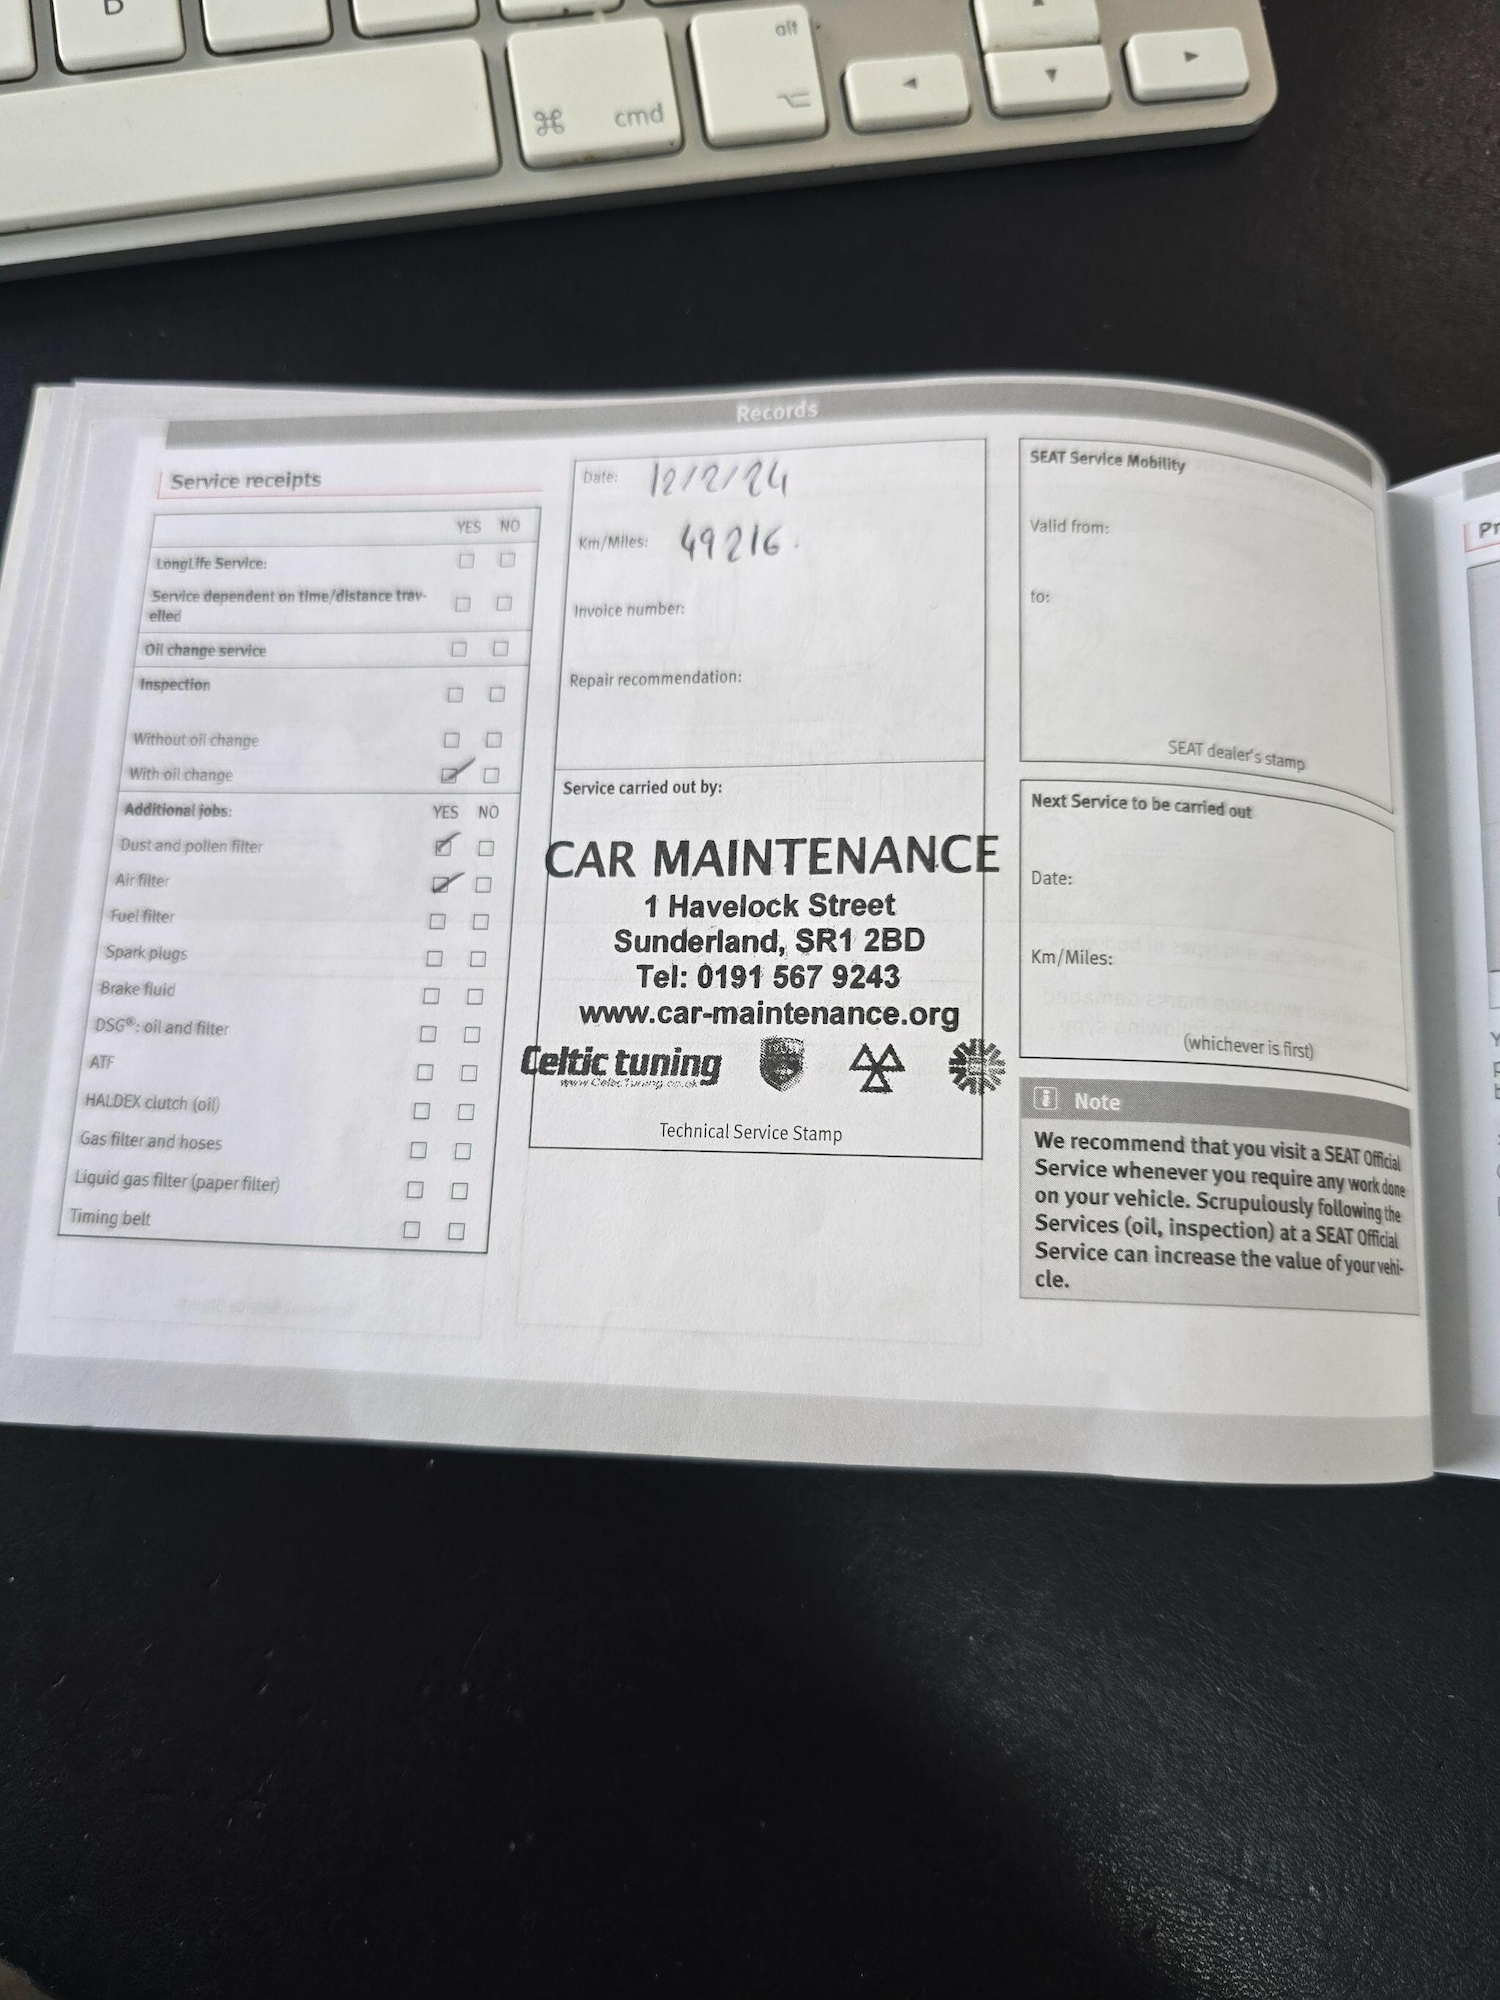 D
⌘ cmd
alt
⌥
◄
▲
▼
►
Records
Service receipts
YES NO
LongLife Service:
Service dependent on time/distance trav-
elled
Oil change service
Inspection
Without oil change
With oil change
Additional jobs: YES NO
Dust and pollen filter
Air filter
Fuel filter
Spark plugs
Brake fluid
DSG®: oil and filter
ATF
HALDEX clutch (oil)
Gas filter and hoses
Liquid gas filter (paper filter)
Timing belt
Date: 12/2/24
Km/Miles: 49216.
Invoice number:
Repair recommendation:
Service carried out by:
CAR MAINTENANCE
1 Havelock Street
Sunderland, SR1 2BD
Tel: 0191 567 9243
www.car-maintenance.org
Celtic tuning
www.CelticTuning.co.uk
Technical Service Stamp
SEAT Service Mobility
Valid from:
to:
SEAT dealer's stamp
Next Service to be carried out
Date:
Km/Miles:
(whichever is first)
i Note
We recommend that you visit a SEAT Official
Service whenever you require any work done
on your vehicle. Scrupulously following the
Services (oil, inspection) at a SEAT Official
Service can increase the value of your vehi-
cle.
Pr